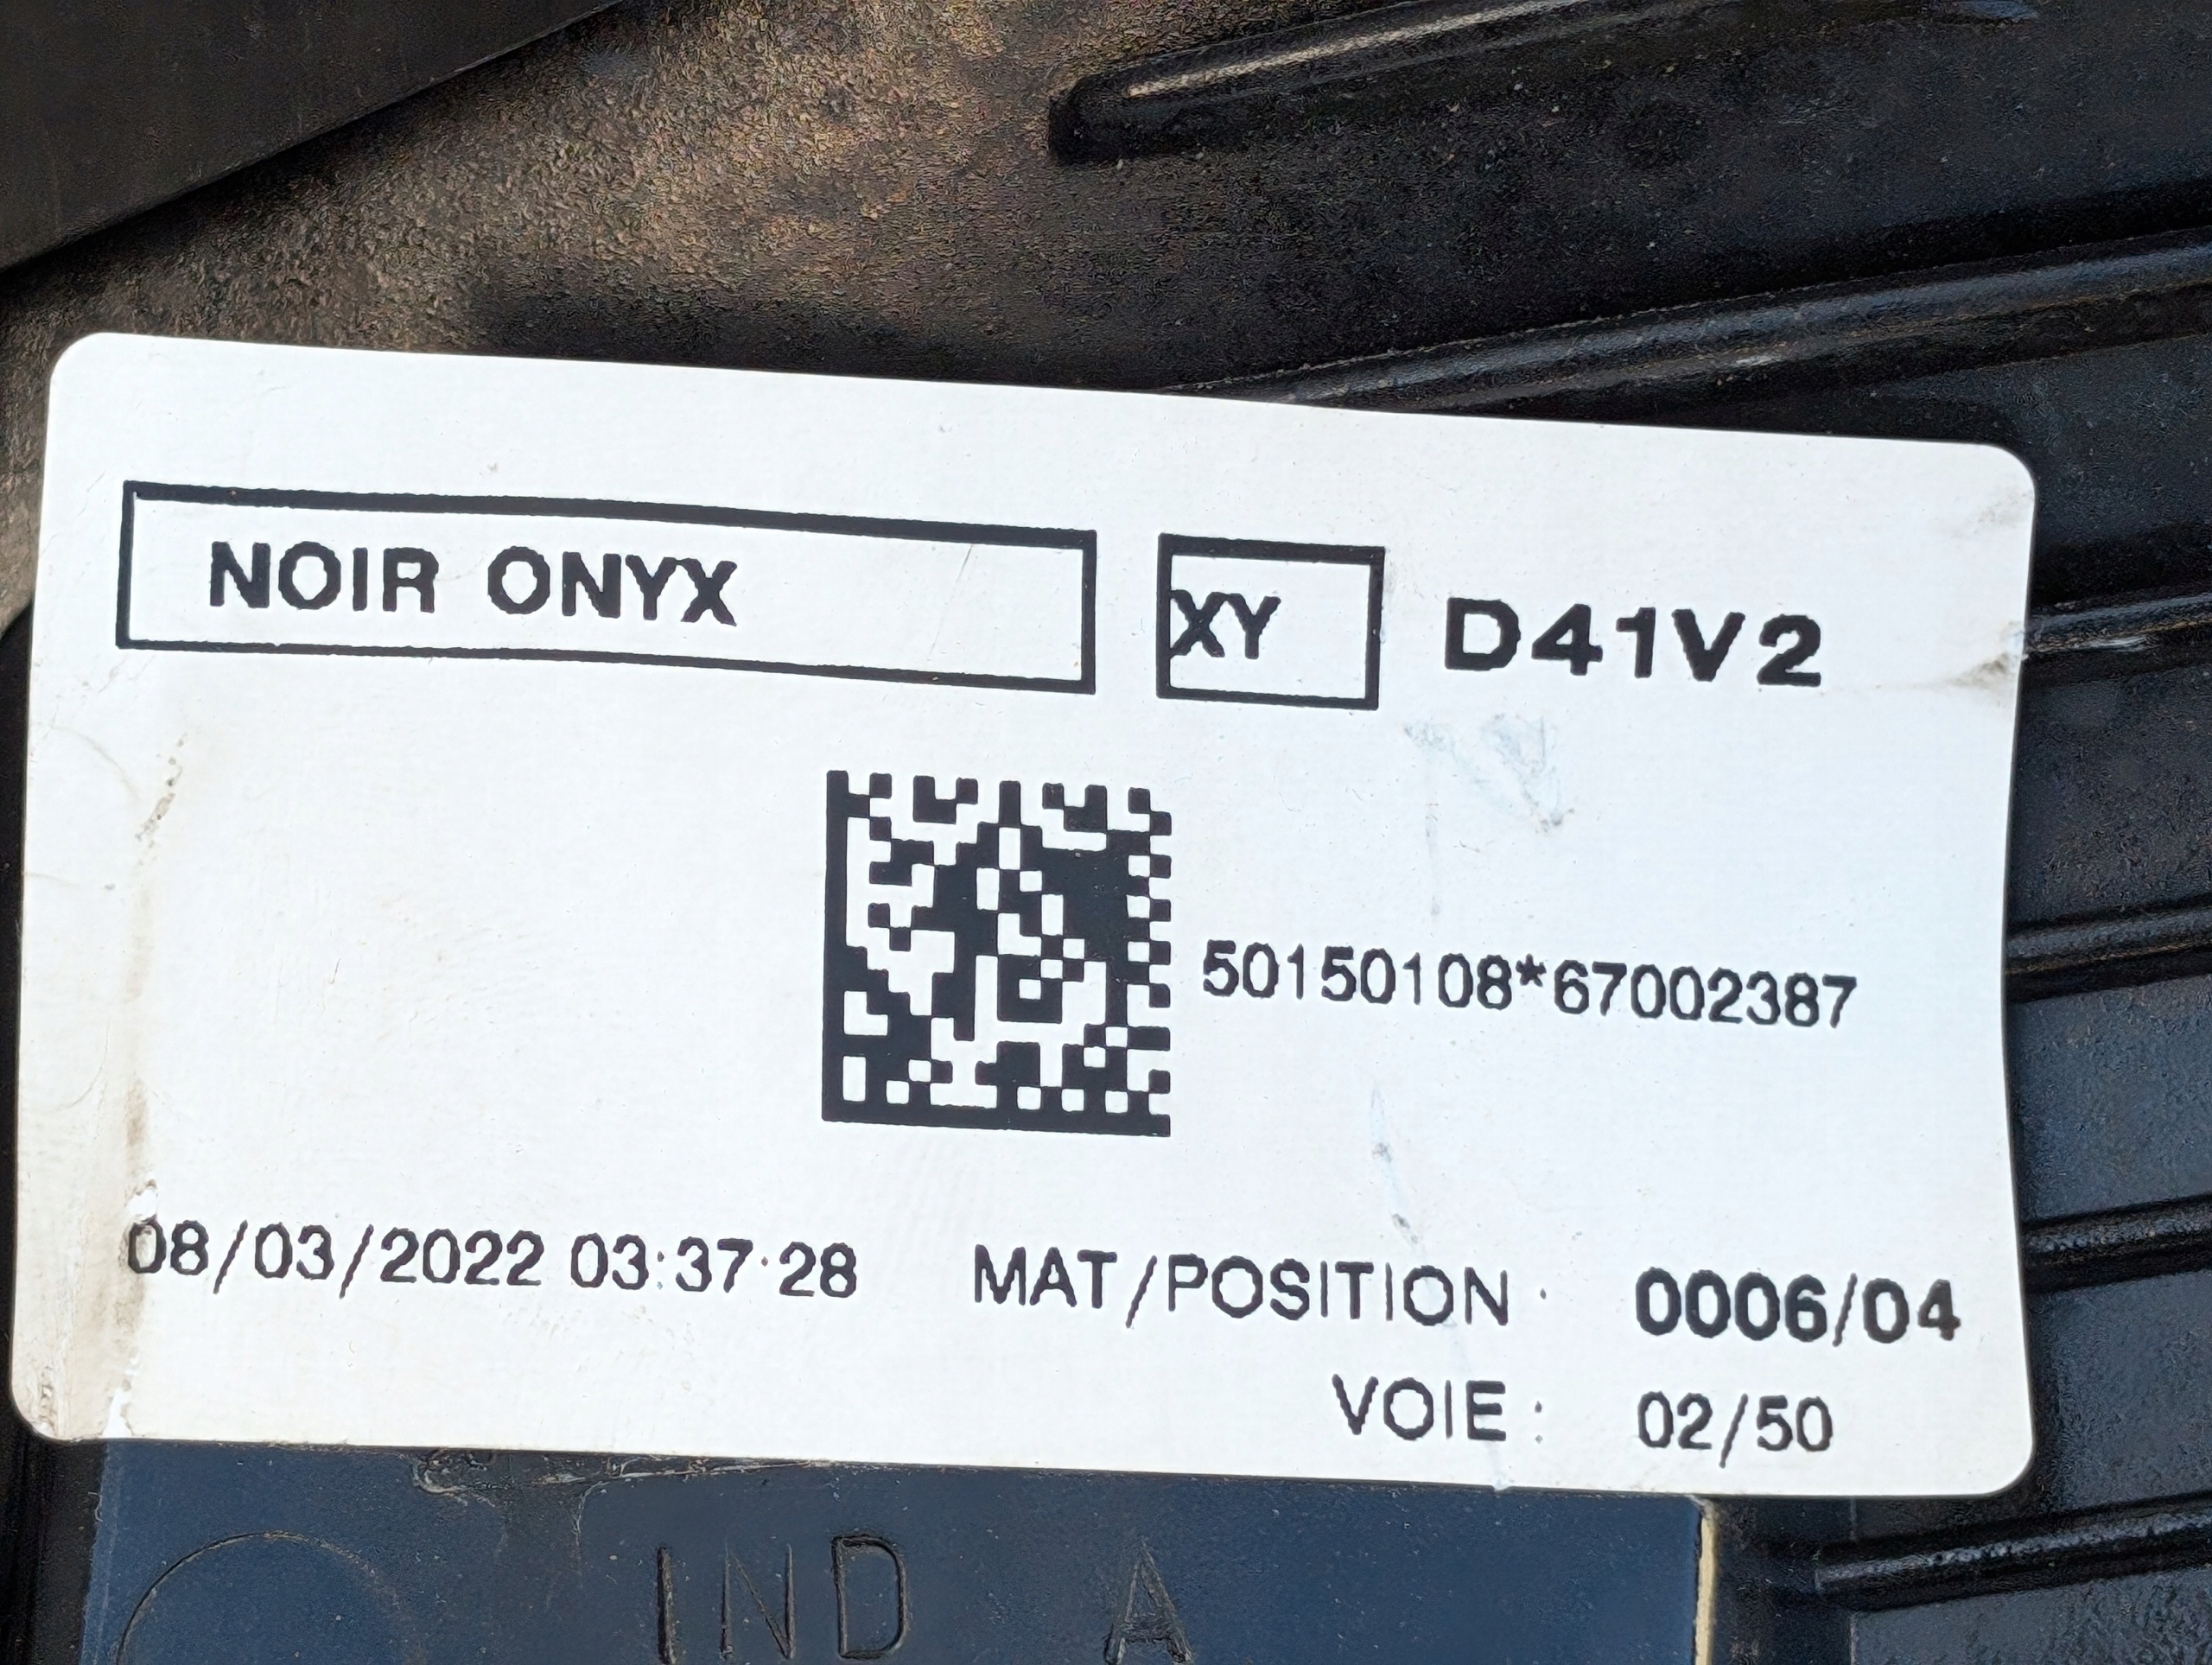 NOIR ONYX XY D41V2
50150108*67002387
08/03/2022 03:37:28 MAT/POSITION : 0006/04
VOIE : 02/50
IND A